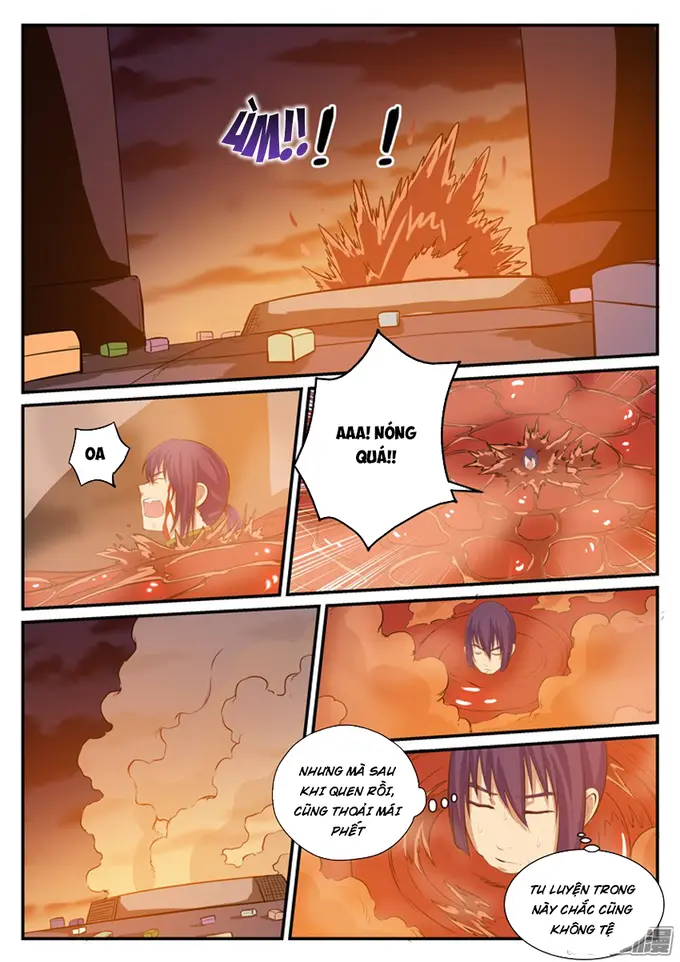 ÙM!!! !
OA
AAA! NÓNG
QUÁ!!
NHƯNG MÀ SAU
KHI QUEN RỒI,
CŨNG THOẢI MÁI
PHẾT
TU LUYỆN TRONG
NÀY CHẮC CŨNG
KHÔNG TỆ